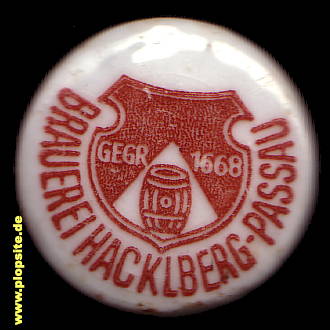 GEGR 1668
BRAUEREI HACKLBERG-PASSAU
© www.plopsite.de